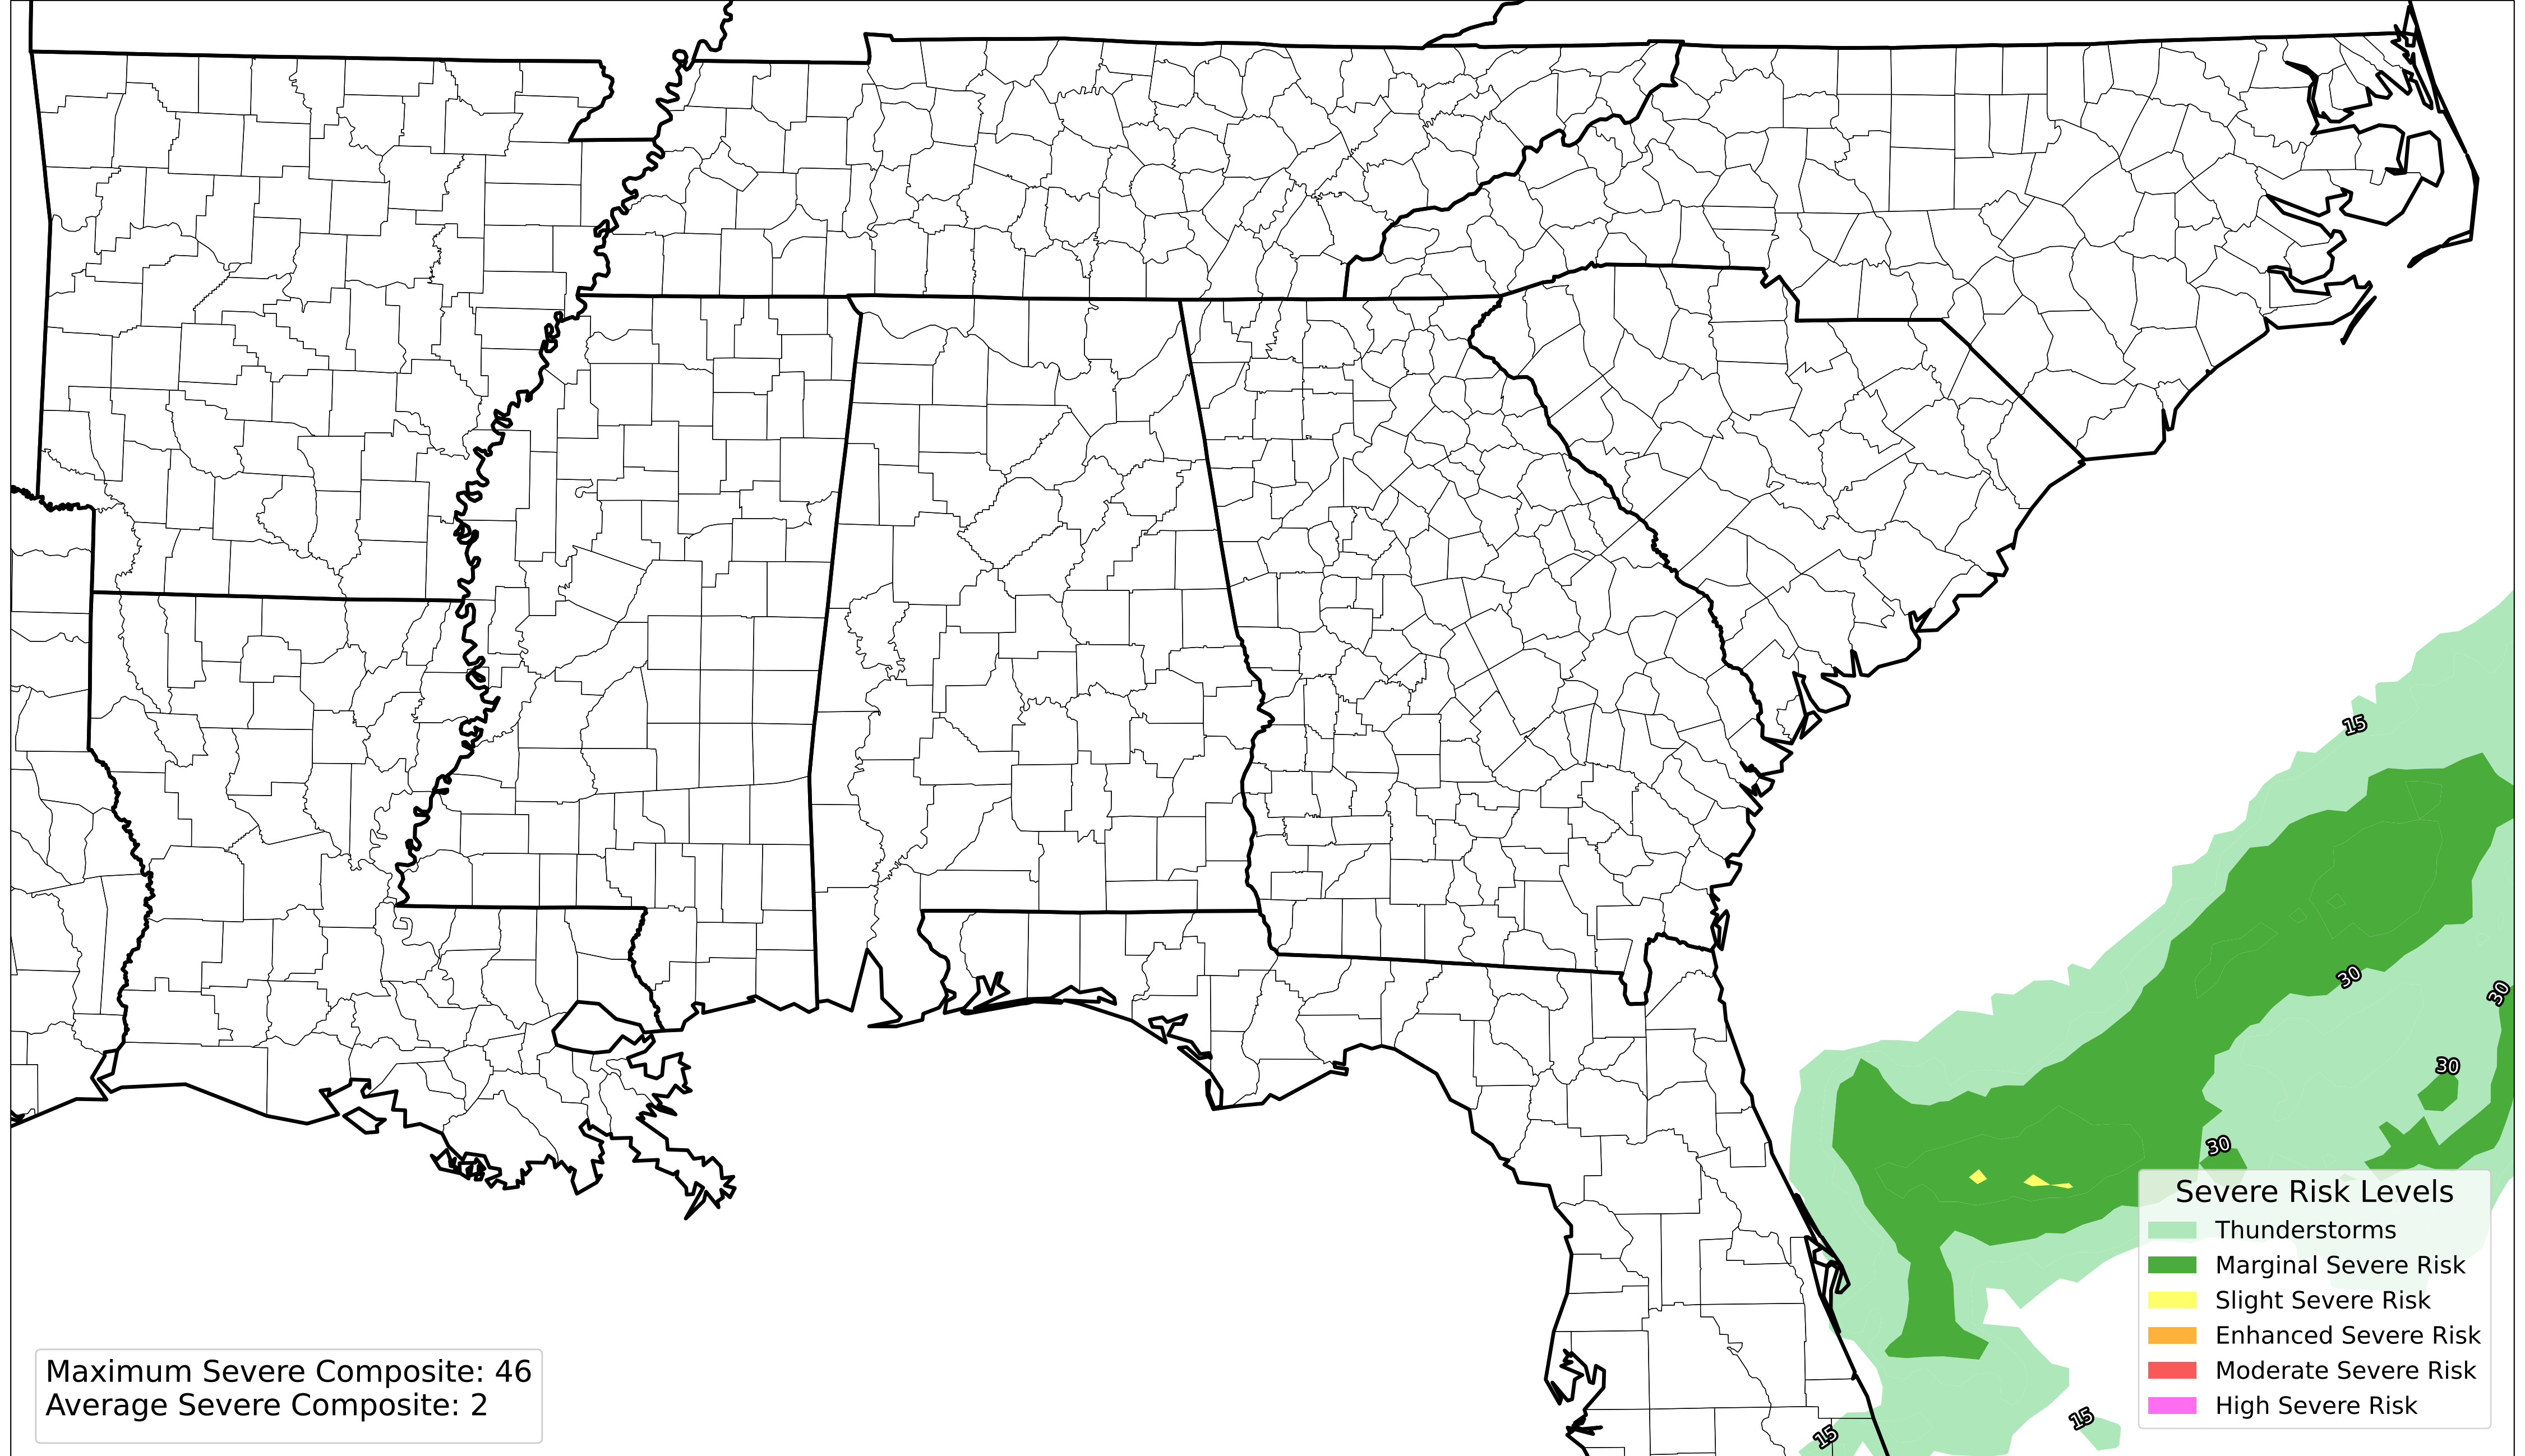 15
30
30
30
30
Severe Risk Levels
Thunderstorms
Marginal Severe Risk
Slight Severe Risk
Enhanced Severe Risk
Moderate Severe Risk
High Severe Risk
Maximum Severe Composite: 46
Average Severe Composite: 2
15
15